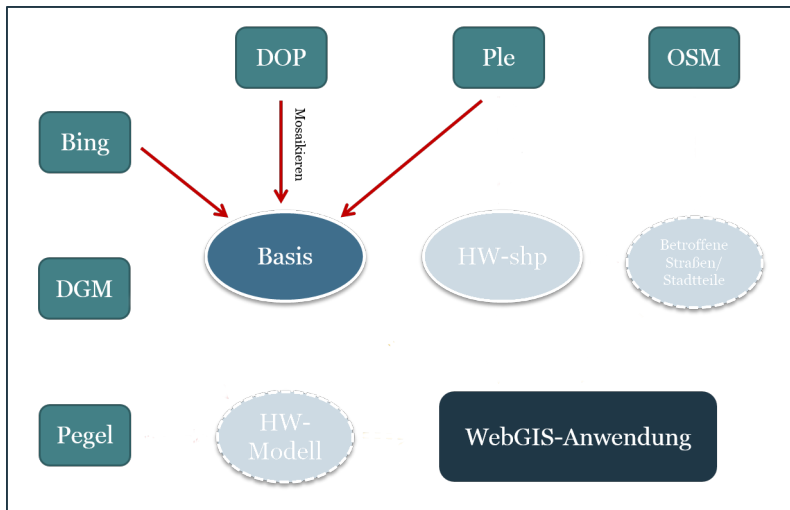 DOP
Ple
OSM
Bing
Mosaikieren
Basis
HW-shp
Betroffene
Straßen/
Stadtteile
DGM
Pegel
HW-
Modell
WebGIS-Anwendung